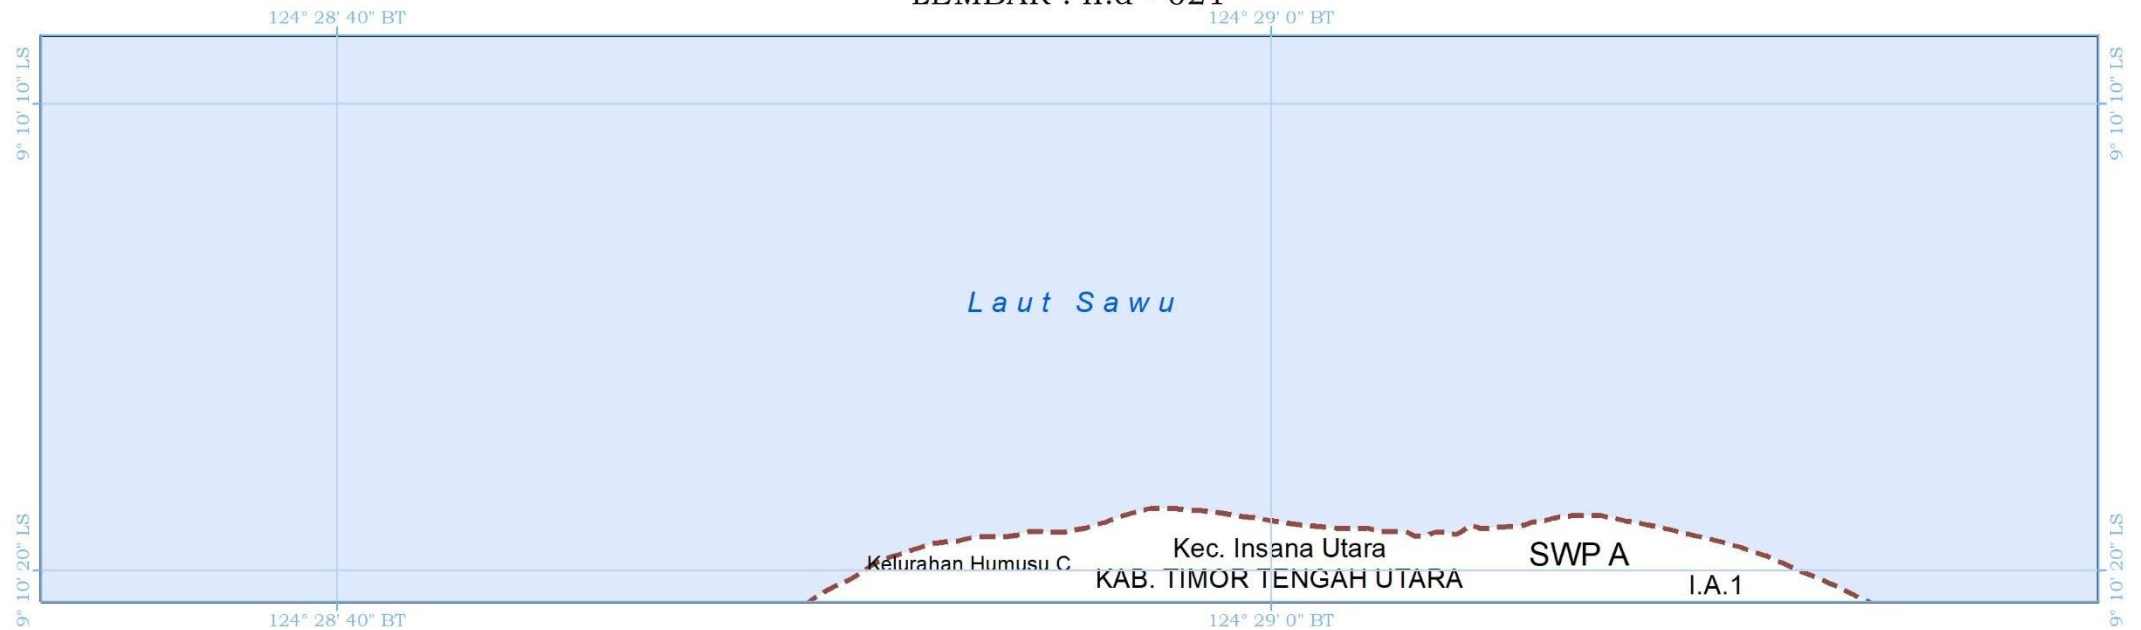 LEMBAR :
124° 28' 40" BT
124° 29' 0" BT
9° 10' 10" LS
9° 10' 10" LS
Laut Sawu
9° 10' 20" LS
9° 10' 20" LS
Kec. Insana Utara
SWP A
Kelurahan Humusu C
KAB. TIMOR TENGAH UTARA
I.A.1
124° 28' 40" BT
124° 29' 0" BT